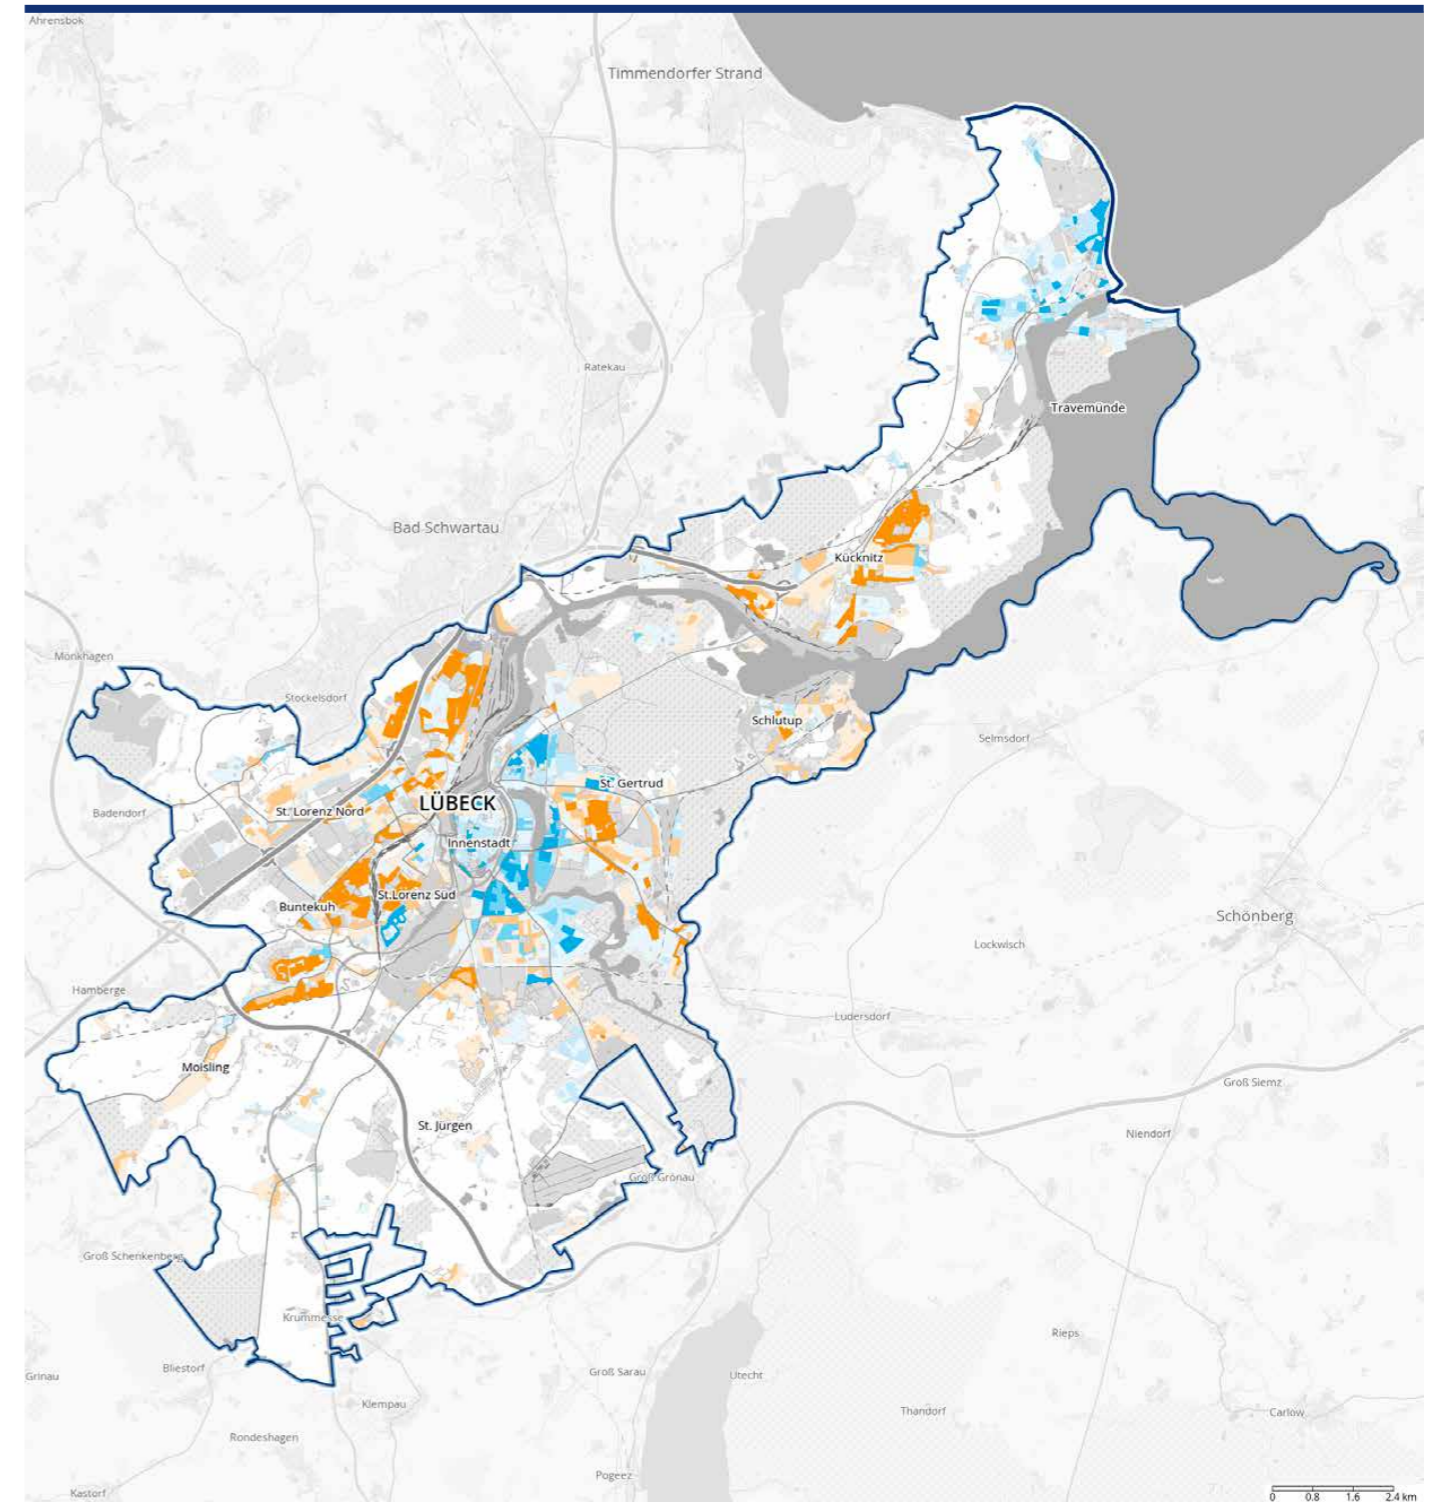 Ahrensbok
Timmendorfer Strand
Ratekau
Travemünde
Bad Schwartau
Kücknitz
Mönkhagen
Stockelsdorf
Schlutup
Selmsdorf
St. Gertrud
LÜBECK
St. Lorenz Nord
Badendorf
Innenstadt
St.Lorenz Süd
Buntekuh
Schönberg
Lockwisch
Hamberge
Lüdersdorf
Moisling
Groß Siemz
St. Jürgen
Niendorf
Groß Grönau
Groß Schenkenberg
Krummesse
Rieps
Bliestorf
Groß Sarau
Utecht
Grinau
Klempau
Thandorf
Carlow
Rondeshagen
Pogeez
Kastorf
0 0.8 1.6 2.4 km